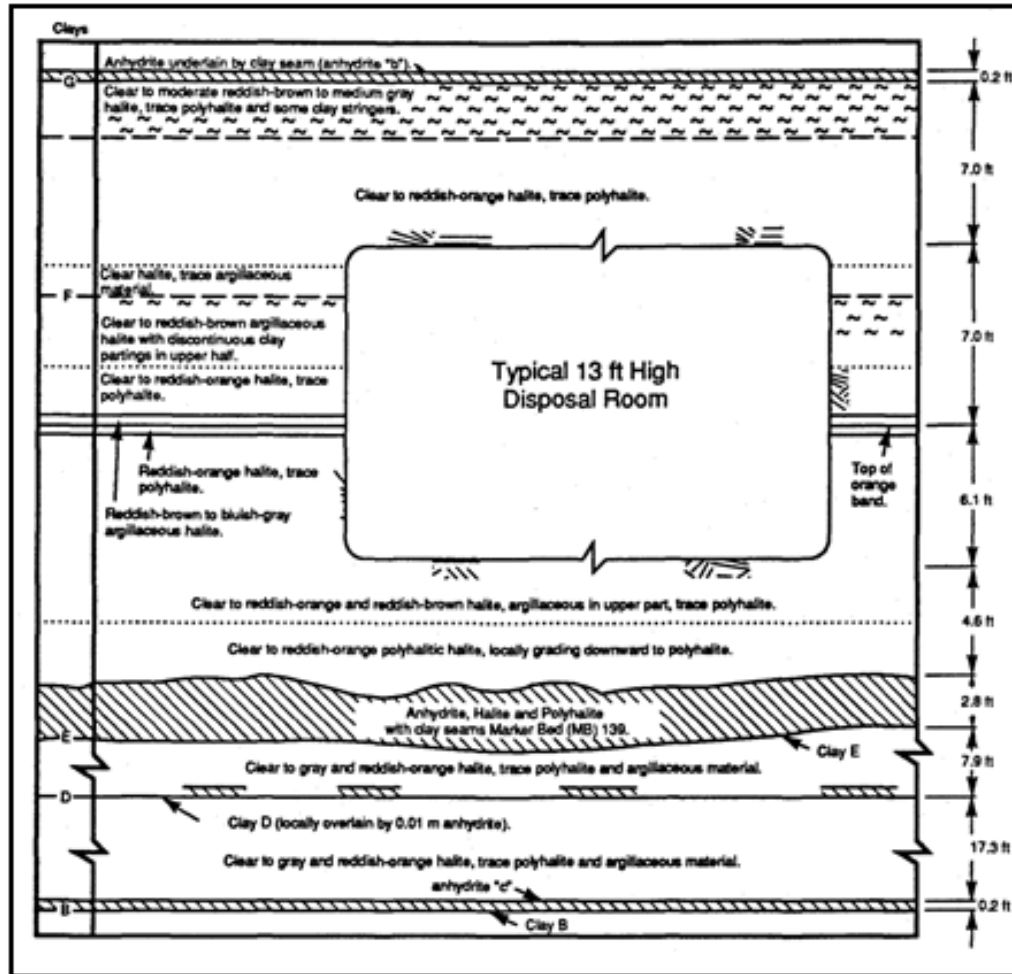 Clays
Anhydrite underlain by clay seam (anhydrite "b").
0.2 ft
G
Clear to moderate reddish-brown to medium gray
halite, trace polyhalite and some clay stringers.
7.0 ft
Clear to reddish-orange halite, trace polyhalite.
Clear halite, trace argillaceous
material.
F
Clear to reddish-brown argillaceous
halite with discontinuous clay
partings in upper half.
7.0 ft
Clear to reddish-orange halite, trace
polyhalite.
Typical 13 ft High
Disposal Room
Reddish-orange halite, trace
polyhalite.
Reddish-brown to bluish-gray
argillaceous halite.
Top of
orange
band.
6.1 ft
Clear to reddish-orange and reddish-brown halite, argillaceous in upper part, trace polyhalite.
4.6 ft
Clear to reddish-orange polyhalitic halite, locally grading downward to polyhalite.
Anhydrite, Halite and Polyhalite
with clay seams Marker Bed (MB) 139.
2.8 ft
E
Clay E
Clear to gray and reddish-orange halite, trace polyhalite and argillaceous material.
7.9 ft
D
Clay D (locally overlain by 0.01 m anhydrite).
17.3 ft
Clear to gray and reddish-orange halite, trace polyhalite and argillaceous material.
anhydrite "c"
B
0.2 ft
Clay B